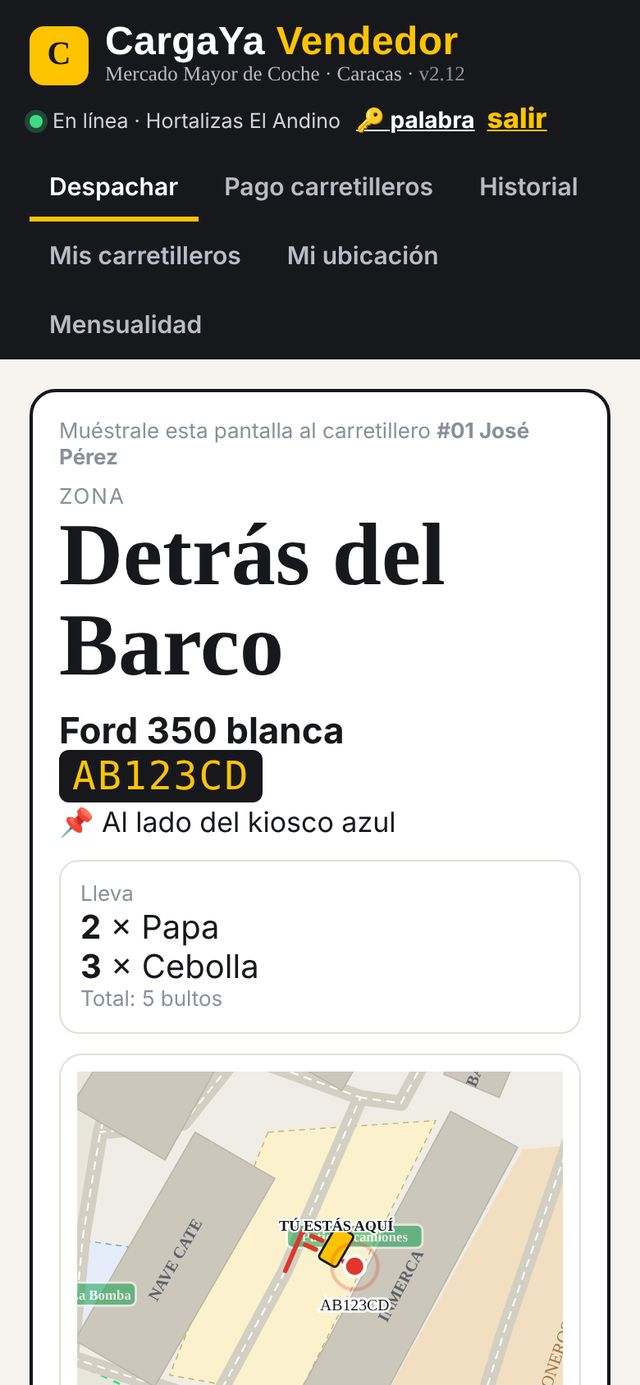 C
CargaYa Vendedor
Mercado Mayor de Coche · Caracas · v2.12
En línea · Hortalizas El Andino 🔑 palabra salir
Despachar Pago carretilleros Historial
Mis carretilleros Mi ubicación
Mensualidad
Muéstrale esta pantalla al carretillero #01 José
Pérez
ZONA
Detrás del
Barco
Ford 350 blanca
AB123CD
📌 Al lado del kiosco azul
Lleva
2 × Papa
3 × Cebolla
Total: 5 bultos
BA
TÚ ESTÁS AQUÍ
camiones
NAVE CATE
a Bomba
AB123CD
MERCA
ONEROS